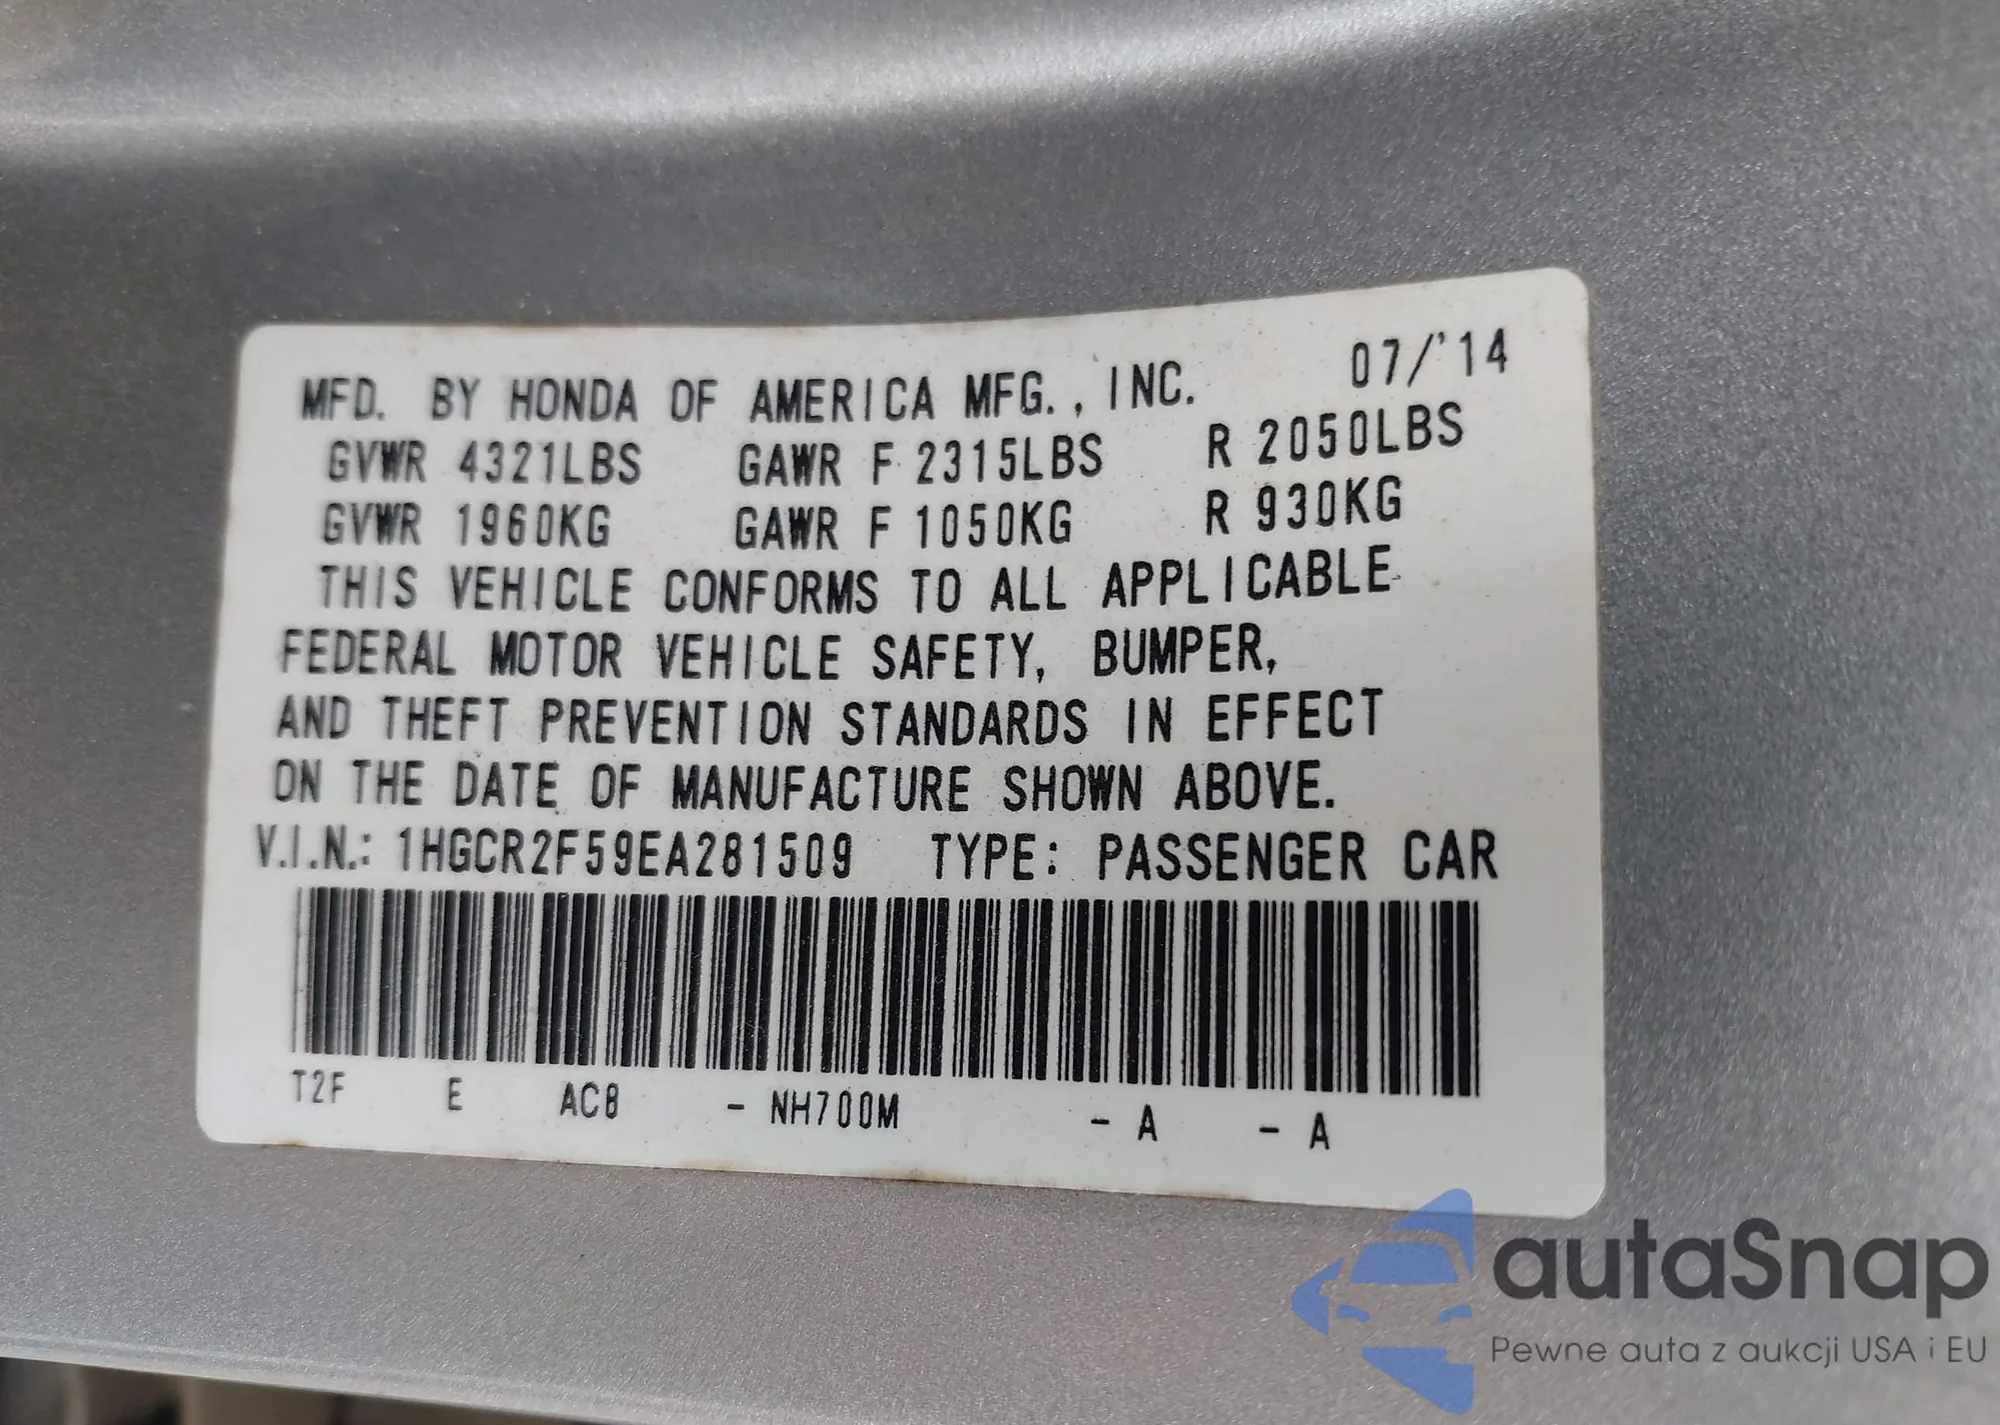 MFD. BY HONDA OF AMERICA MFG., INC. 07/'14
GVWR 4321LBS GAWR F 2315LBS R 2050LBS
GVWR 1960KG GAWR F 1050KG R 930KG
THIS VEHICLE CONFORMS TO ALL APPLICABLE
FEDERAL MOTOR VEHICLE SAFETY, BUMPER,
AND THEFT PREVENTION STANDARDS IN EFFECT
ON THE DATE OF MANUFACTURE SHOWN ABOVE.
V.I.N.: 1HGCR2F59EA281509 TYPE: PASSENGER CAR
T2F E AC8 - NH700M - A - A
autaSnap
Pewne auta z aukcji USA i EU